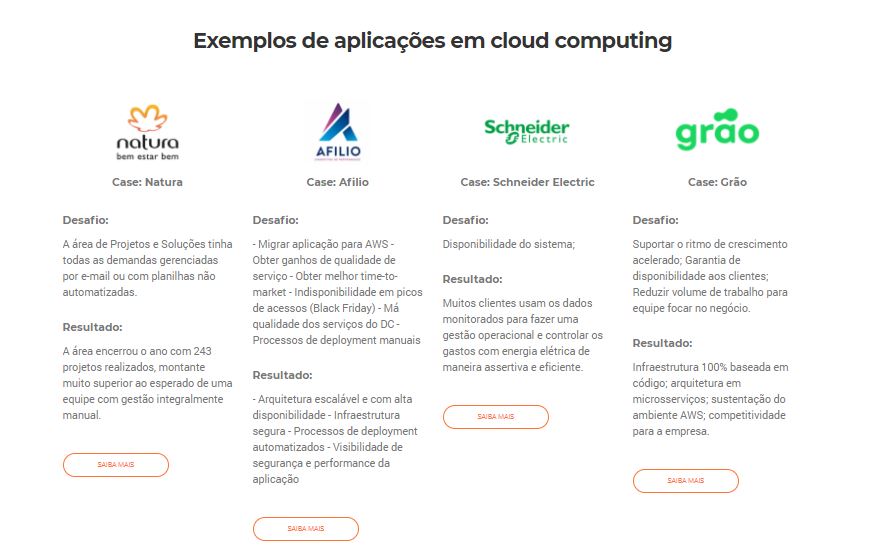 Exemplos de aplicações em cloud computing
natura
bem estar bem
Case: Natura
Desafio:
A área de Projetos e Soluções tinha
todas as demandas gerenciadas
por e-mail ou com planilhas não
automatizadas.
Resultado:
A área encerrou o ano com 243
projetos realizados, montante
muito superior ao esperado de uma
equipe com gestão integralmente
manual.
SAIBA MAIS
AFILIO
Case: Afilio
Desafio:
- Migrar aplicação para AWS -
Obter ganhos de qualidade de
serviço - Obter melhor time-to-
market - Indisponibilidade em picos
de acessos (Black Friday) - Má
qualidade dos serviços do DC -
Processos de deployment manuais
Resultado:
- Arquitetura escalável e com alta
disponibilidade - Infraestrutura
segura - Processos de deployment
automatizados - Visibilidade de
segurança e performance da
aplicação
SAIBA MAIS
Schneider
Electric
Case: Schneider Electric
Desafio:
Disponibilidade do sistema;
Resultado:
Muitos clientes usam os dados
monitorados para fazer uma
gestão operacional e controlar os
gastos com energia elétrica de
maneira assertiva e eficiente.
SAIBA MAIS
grão
Case: Grão
Desafio:
Suportar o ritmo de crescimento
acelerado; Garantia de
disponibilidade aos clientes;
Reduzir volume de trabalho para
equipe focar no negócio.
Resultado:
Infraestrutura 100% baseada em
código; arquitetura em
microsserviços; sustentação do
ambiente AWS; competitividade
para a empresa.
SAIBA MAIS